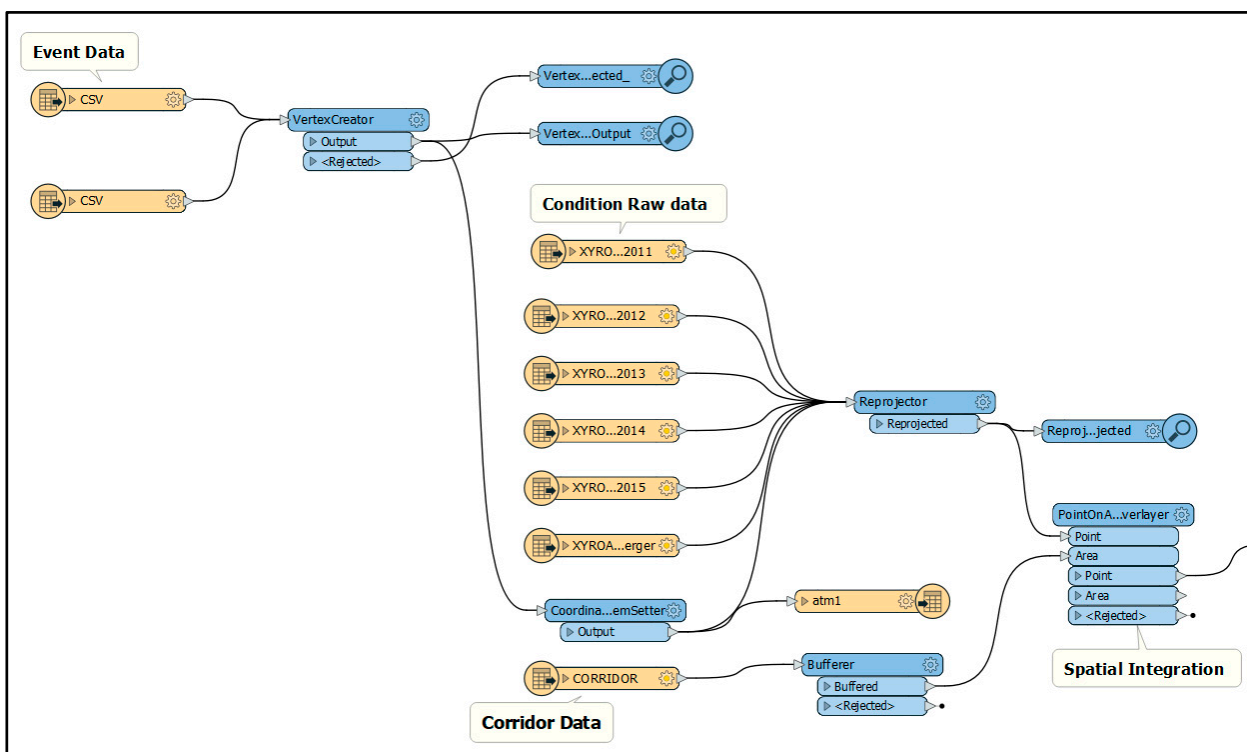 Event Data
CSV
CSV
VertexCreator
Output
<Rejected>
Vertex...ected_
Vertex...Output
Condition Raw data
XYRO...2011
XYRO...2012
XYRO...2013
XYRO...2014
XYRO...2015
XYROA...erger
Coordina...emSetter
Output
atm1
CORRIDOR
Corridor Data
Bufferer
Buffered
<Rejected>
Reprojector
Reprojected
Reproj...jected
PointOnA...verlayer
Point
Area
Point
Area
<Rejected>
Spatial Integration